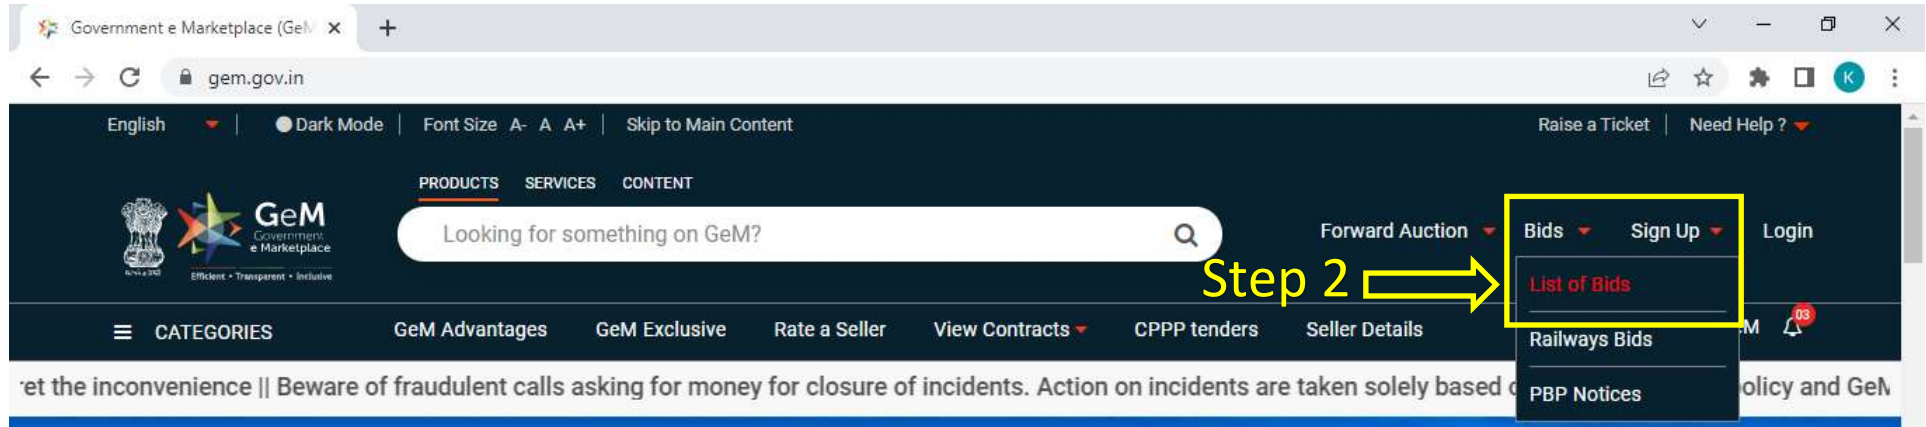 Government e Marketplace (GeM
gem.gov.in
K
English | Dark Mode | Font Size A- A A+ | Skip to Main Content
Raise a Ticket | Need Help ?
PRODUCTS SERVICES CONTENT
GeM
Government
e Marketplace
Efficient • Transparent • Inclusive
Looking for something on GeM?
Forward Auction Bids Sign Up Login
Step 2
List of Bids
CATEGORIES GeM Advantages GeM Exclusive Rate a Seller View Contracts CPPP tenders Seller Details
M 03
Railways Bids
ret the inconvenience || Beware of fraudulent calls asking for money for closure of incidents. Action on incidents are taken solely based
olicy and GeM
PBP Notices